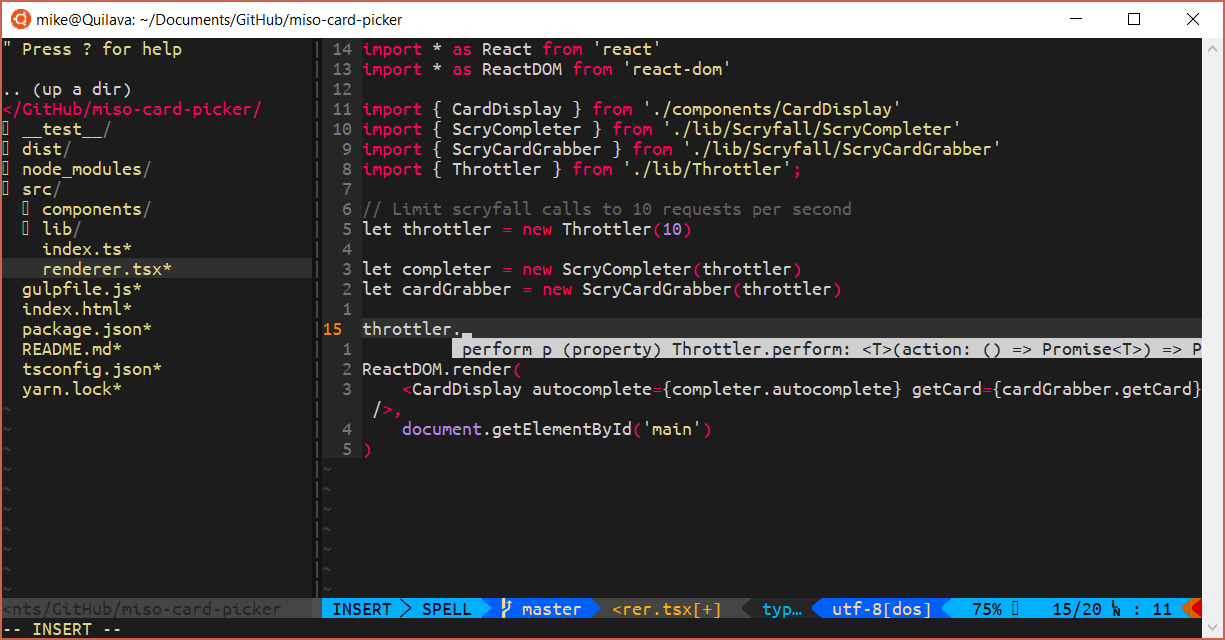 mike@Quilava: ~/Documents/GitHub/miso-card-picker
" Press ? for help
.. (up a dir)
</GitHub/miso-card-picker/
__test__/
dist/
node_modules/
src/
components/
lib/
index.ts*
renderer.tsx*
gulpfile.js*
index.html*
package.json*
README.md*
tsconfig.json*
yarn.lock*
~
~
~
~
~
~
~
~
~
~
<nts/GitHub/miso-card-picker
14 import * as React from 'react'
13 import * as ReactDOM from 'react-dom'
12
11 import { CardDisplay } from './components/CardDisplay'
10 import { ScryCompleter } from './lib/Scryfall/ScryCompleter'
9 import { ScryCardGrabber } from './lib/Scryfall/ScryCardGrabber'
8 import { Throttler } from './lib/Throttler';
7
6 // Limit scryfall calls to 10 requests per second
5 let throttler = new Throttler(10)
4
3 let completer = new ScryCompleter(throttler)
2 let cardGrabber = new ScryCardGrabber(throttler)
1
15 throttler._
1 perform p (property) Throttler.perform: <T>(action: () => Promise<T>) => P
2 ReactDOM.render(
3 <CardDisplay autocomplete={completer.autocomplete} getCard={cardGrabber.getCard}
/>,
4 document.getElementById('main')
5 )
~
~
~
~
~
~
~
INSERT > SPELL master <rer.tsx[+] typ… utf-8[dos] 75% 15/20 : 11
-- INSERT --